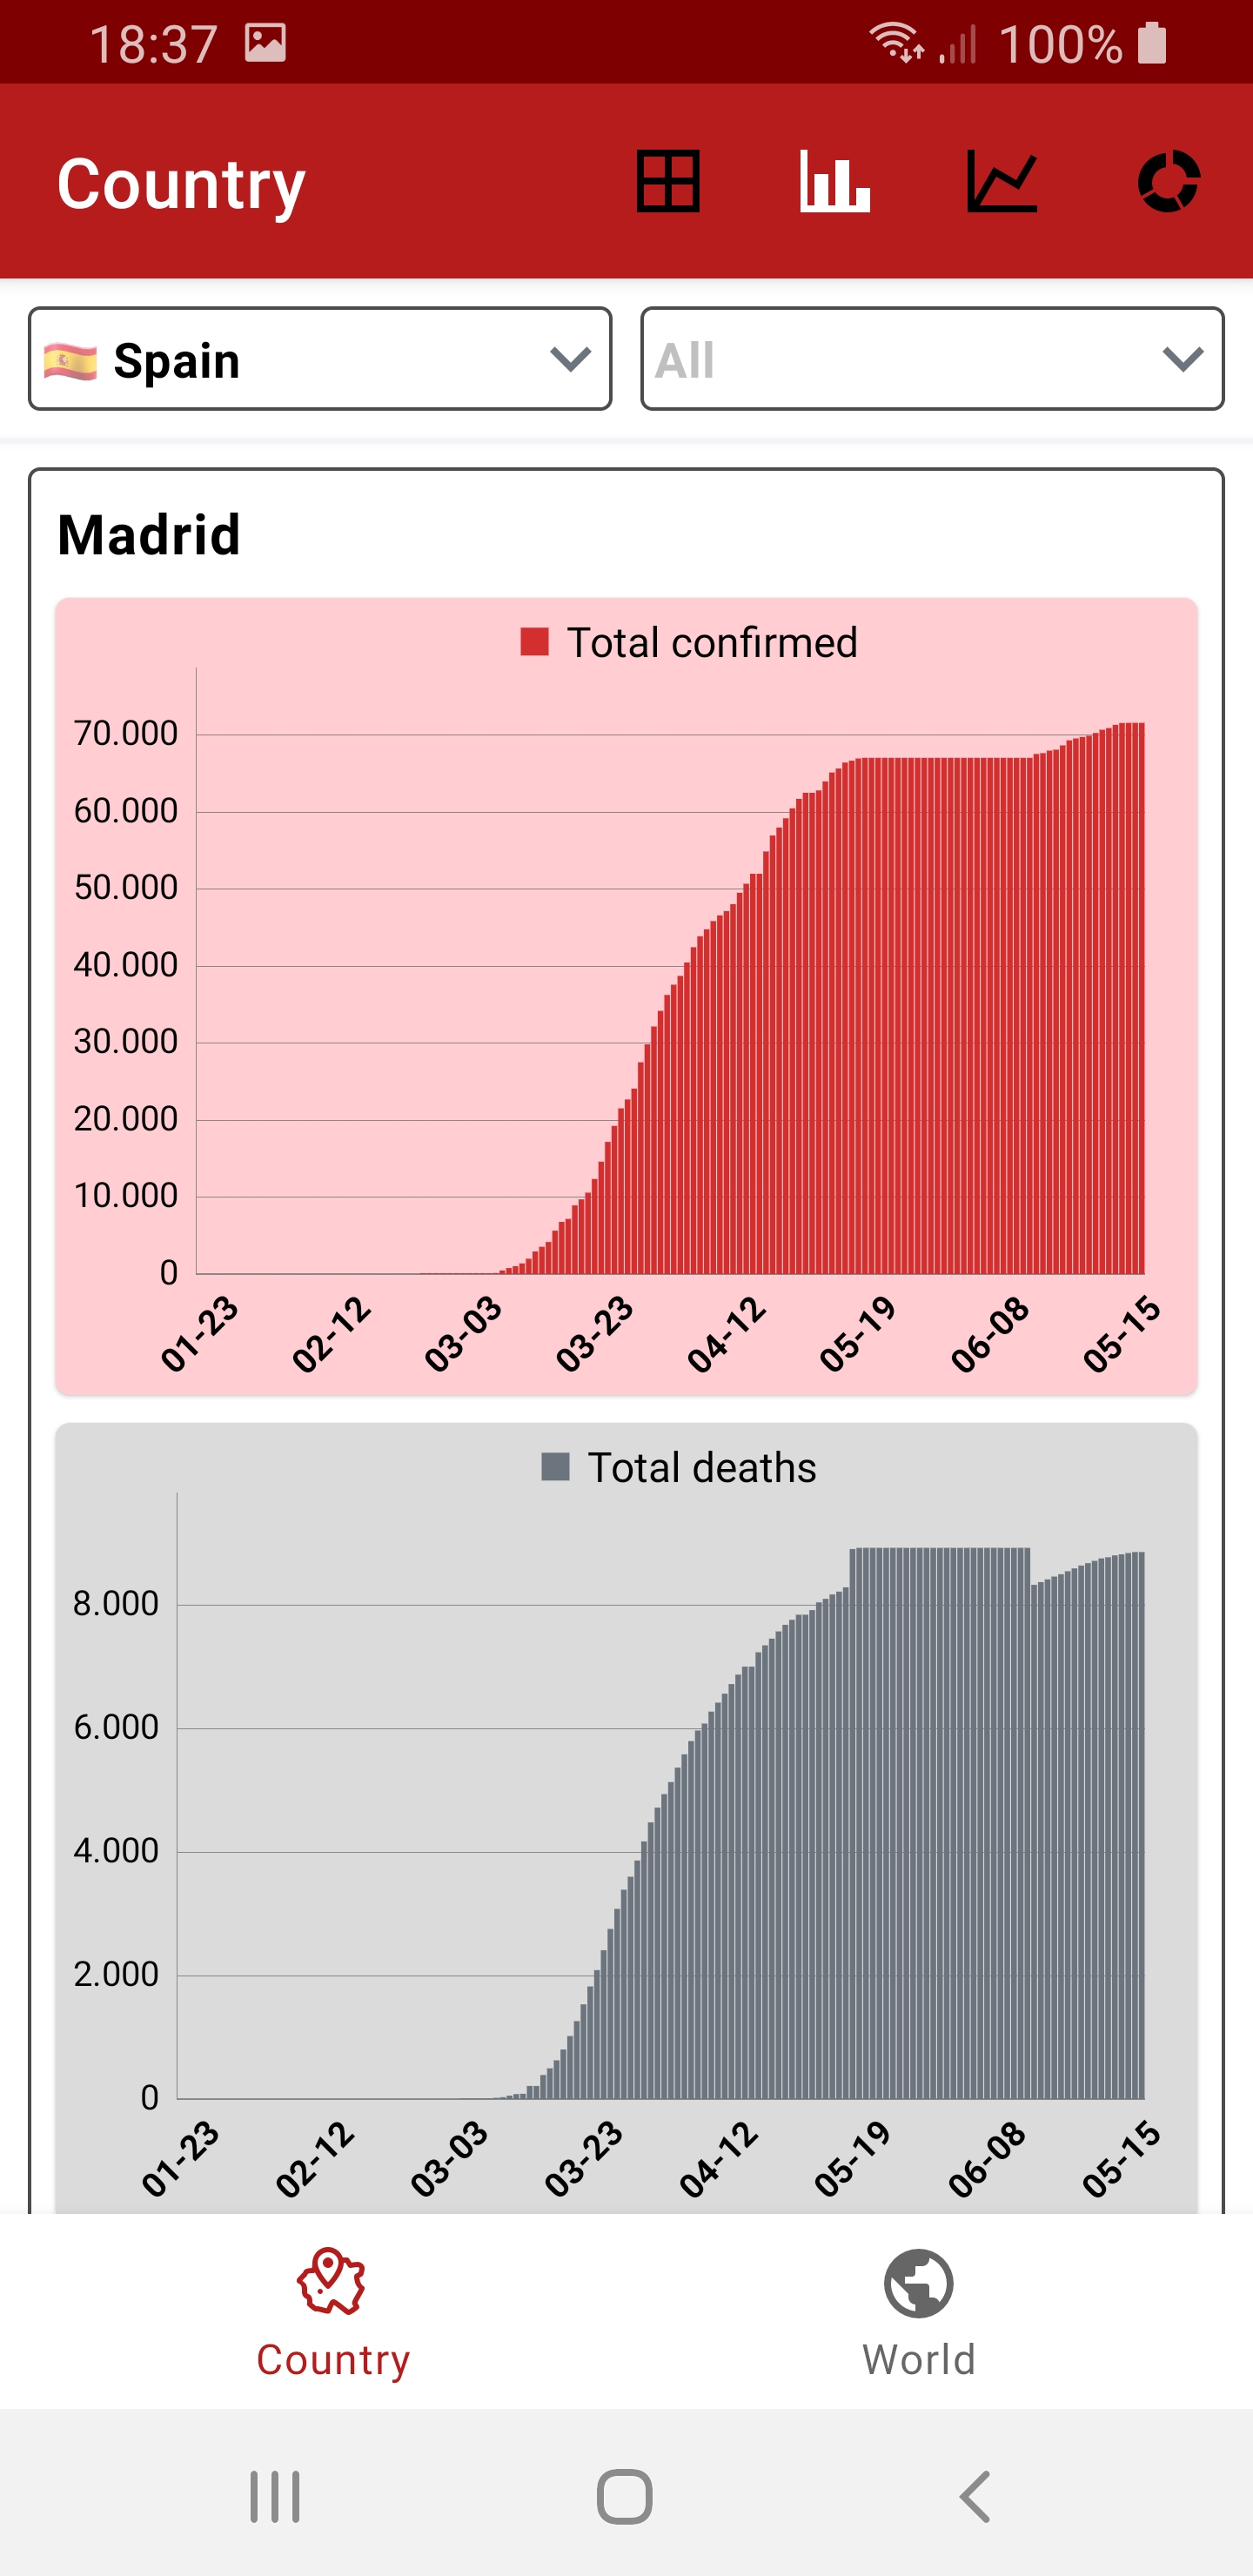 18:37 100%
Country
Spain All
Madrid
Total confirmed
70.000
60.000
50.000
40.000
30.000
20.000
10.000
0
01-23 02-12 03-03 03-23 04-12 05-19 06-08 05-15
Total deaths
8.000
6.000
4.000
2.000
0
01-23 02-12 03-03 03-23 04-12 05-19 06-08 05-15
Country World